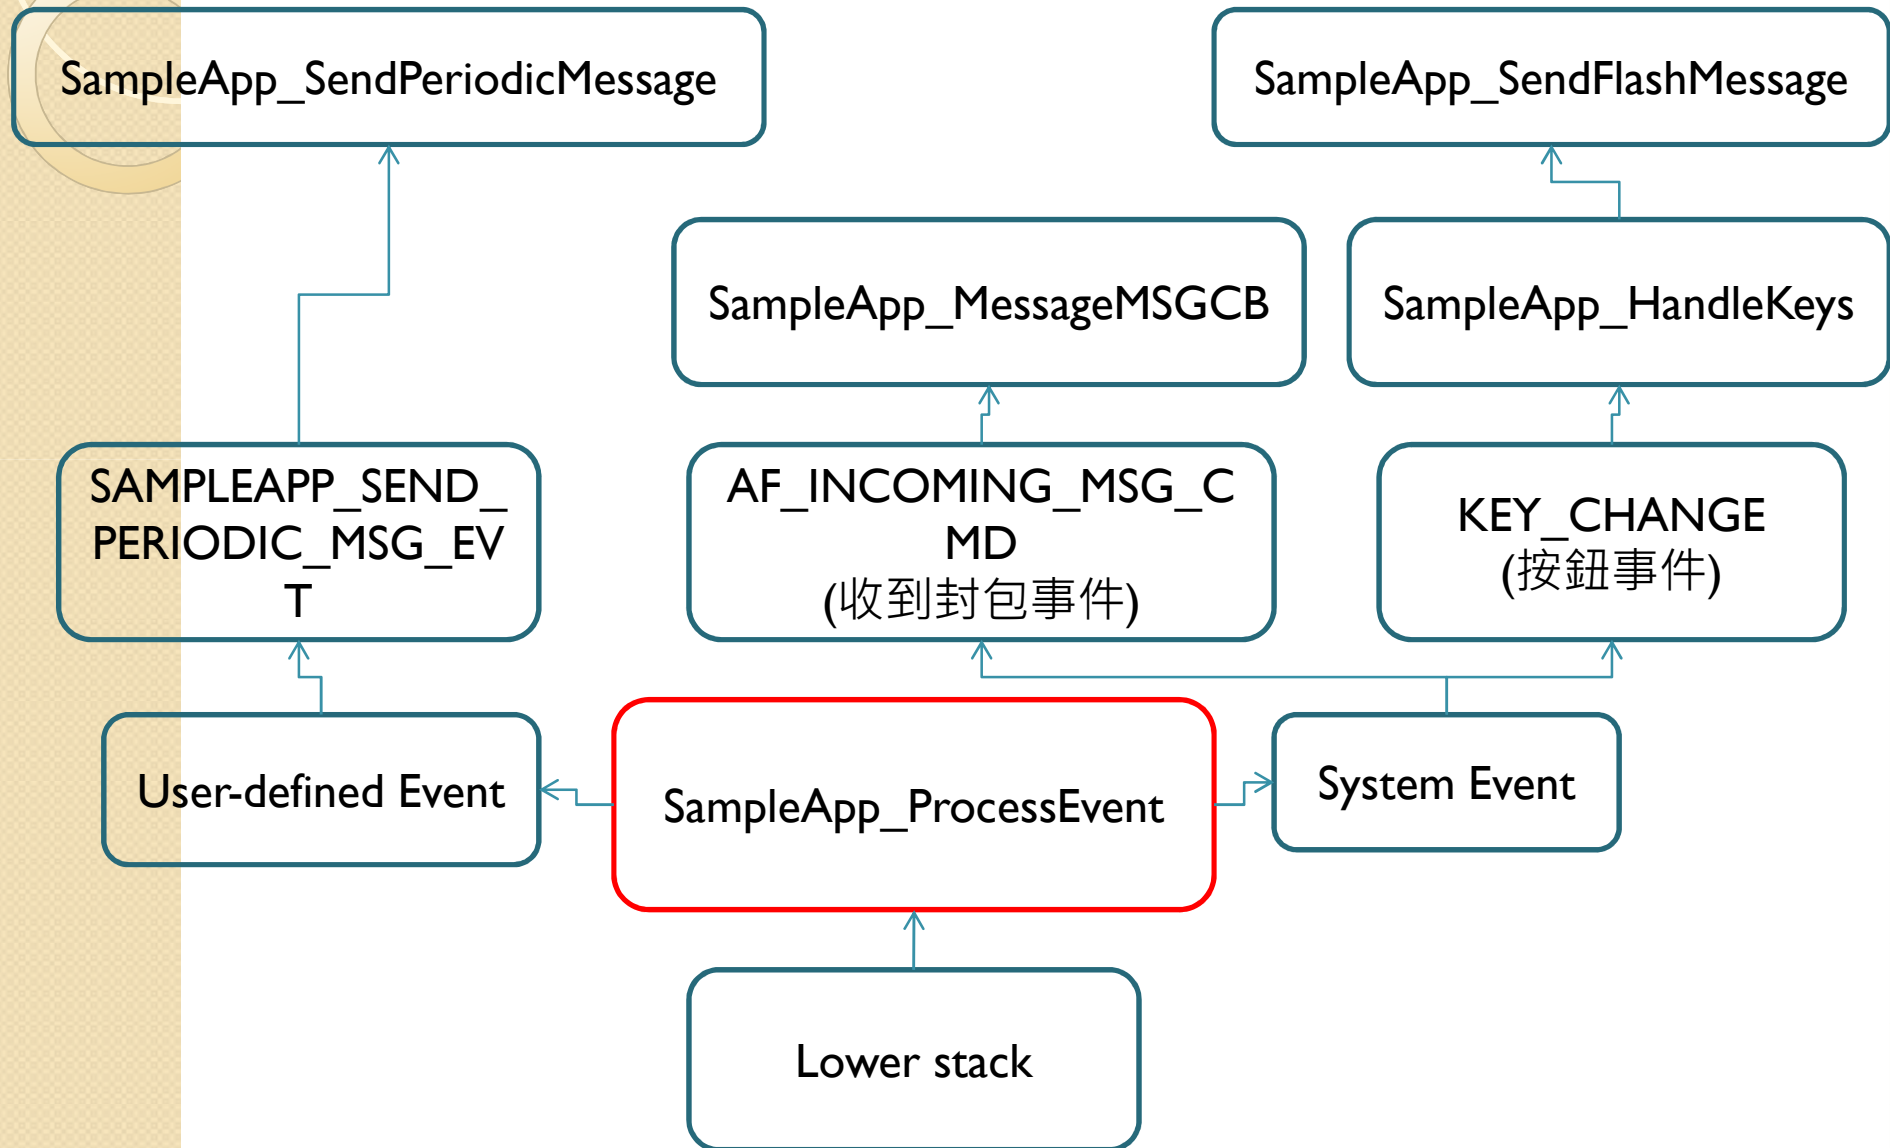 SampleApp_SendPeriodicMessage
SampleApp_SendFlashMessage
SampleApp_MessageMSGCB
SampleApp_HandleKeys
SAMPLEAPP_SEND_
PERIODIC_MSG_EV
T
AF_INCOMING_MSG_C
MD
(收到封包事件)
KEY_CHANGE
(按鈕事件)
User-defined Event
SampleApp_ProcessEvent
System Event
Lower stack